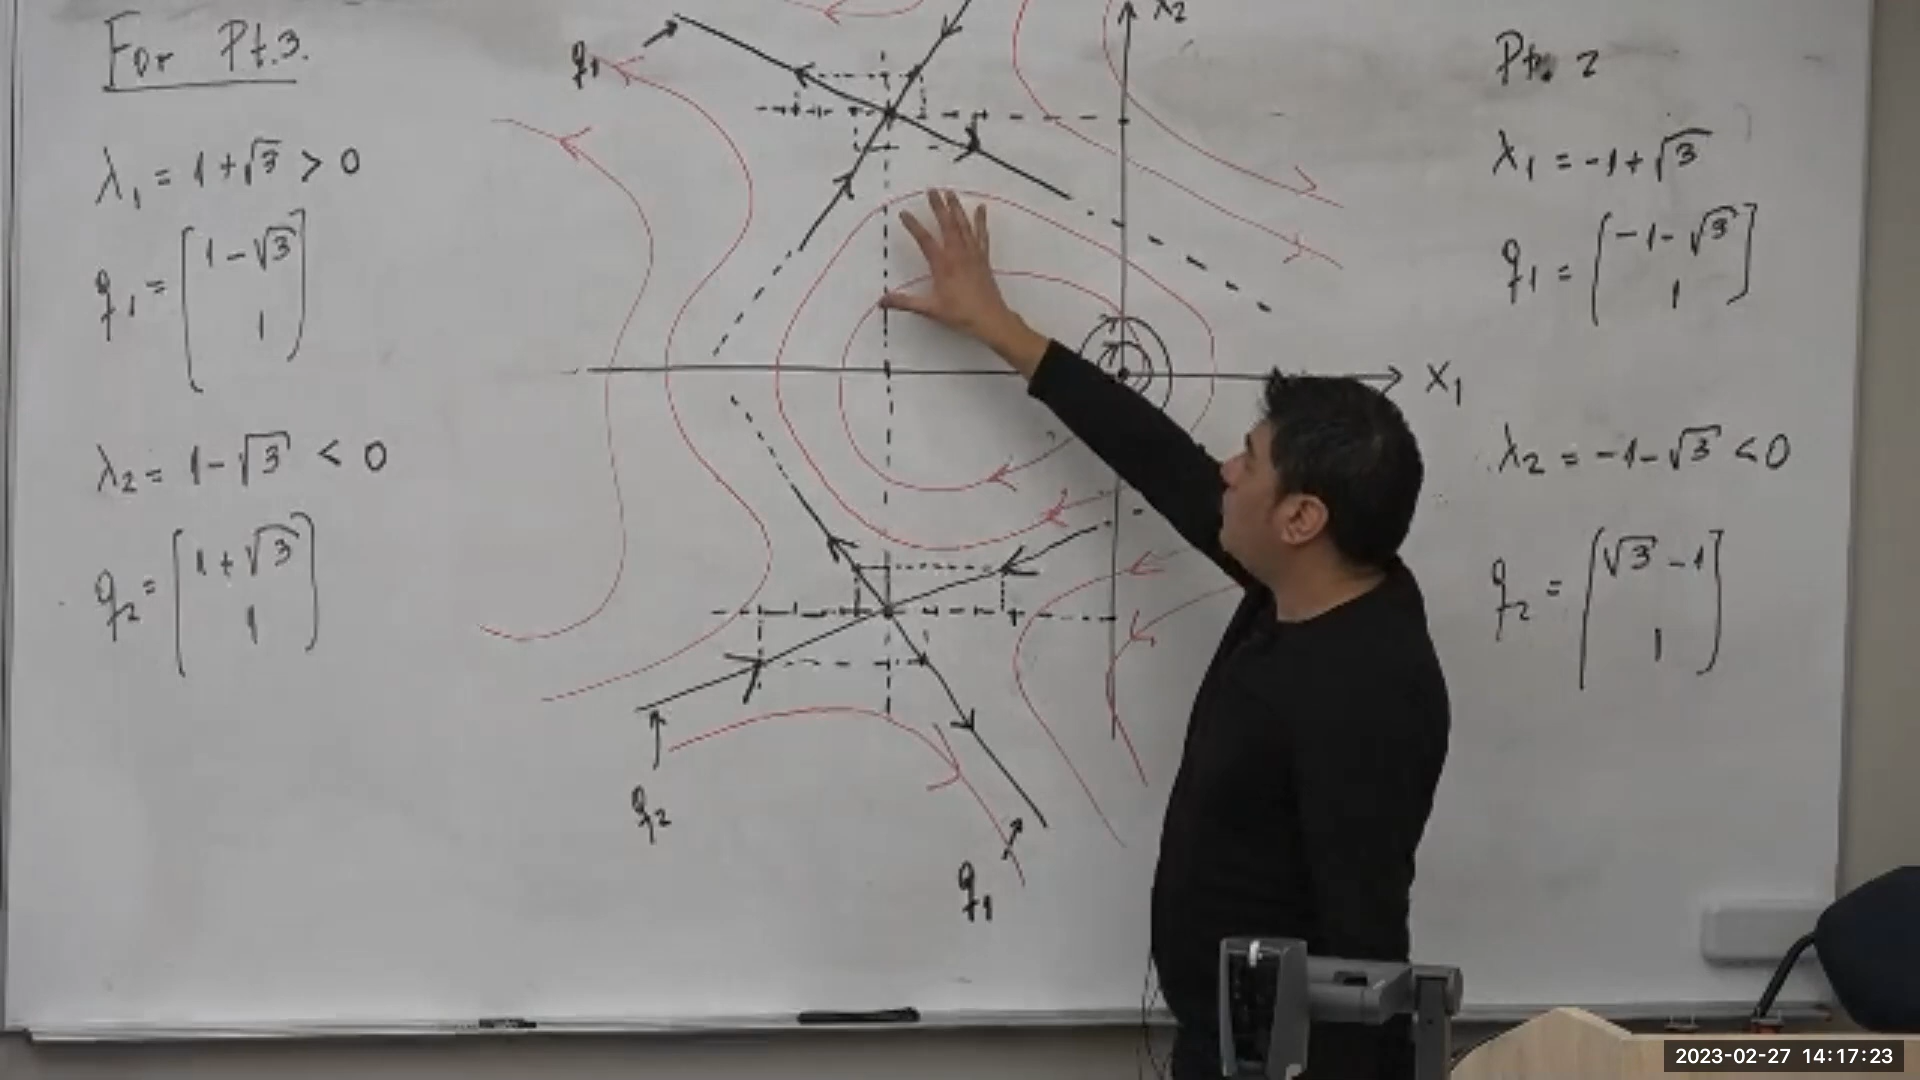 For Pt.3.
λ₁ = 1+√3 > 0
q₁ = [1-√3
1]
λ₂ = 1-√3 < 0
q₂ = [1+√3
1]
q₁
x₂
x₁
q₂
q₁
Pt. 2
λ₁ = -1+√3
q₁ = [-1-√3
1]
λ₂ = -1-√3 < 0
q₂ = [√3-1
1]
2023-02-27 14:17:23